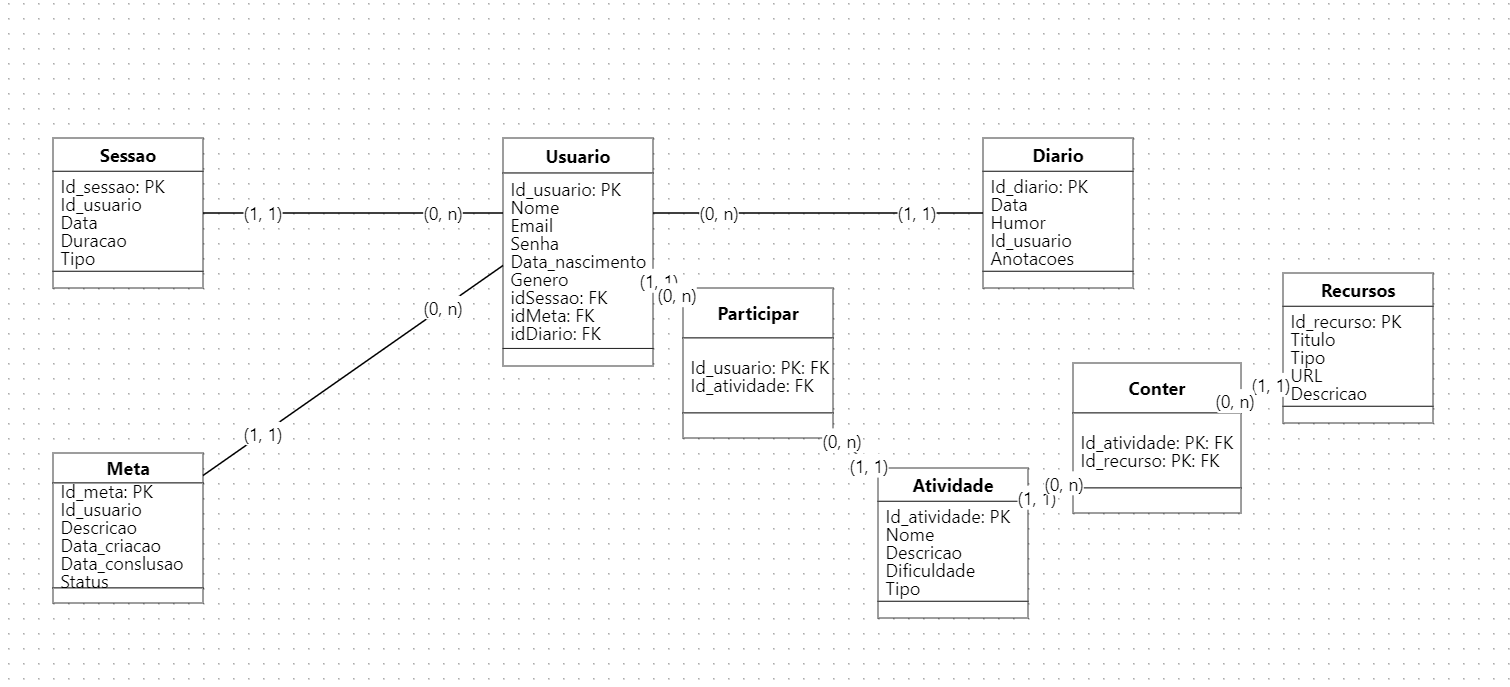 Sessao
Id_sessao: PK
Id_usuario
Data
Duracao
Tipo
(1, 1)
(0, n)
Usuario
Id_usuario: PK
Nome
Email
Senha
Data_nascimento
Genero
idSessao: FK
idMeta: FK
idDiario: FK
(0, n)
(1, 1)
Diario
Id_diario: PK
Data
Humor
Id_usuario
Anotacoes
(0, n)
(1, 1)
Meta
Id_meta: PK
Id_usuario
Descricao
Data_criacao
Data_conslusao
Status
(1, 1)
(0, n)
Participar
Id_usuario: PK: FK
Id_atividade: FK
(0, n)
(1, 1)
Atividade
Id_atividade: PK
Nome
Descricao
Dificuldade
Tipo
(1, 1)
(0, n)
Conter
Id_atividade: PK: FK
Id_recurso: PK: FK
(0, n)
(1, 1)
Recursos
Id_recurso: PK
Titulo
Tipo
URL
Descricao